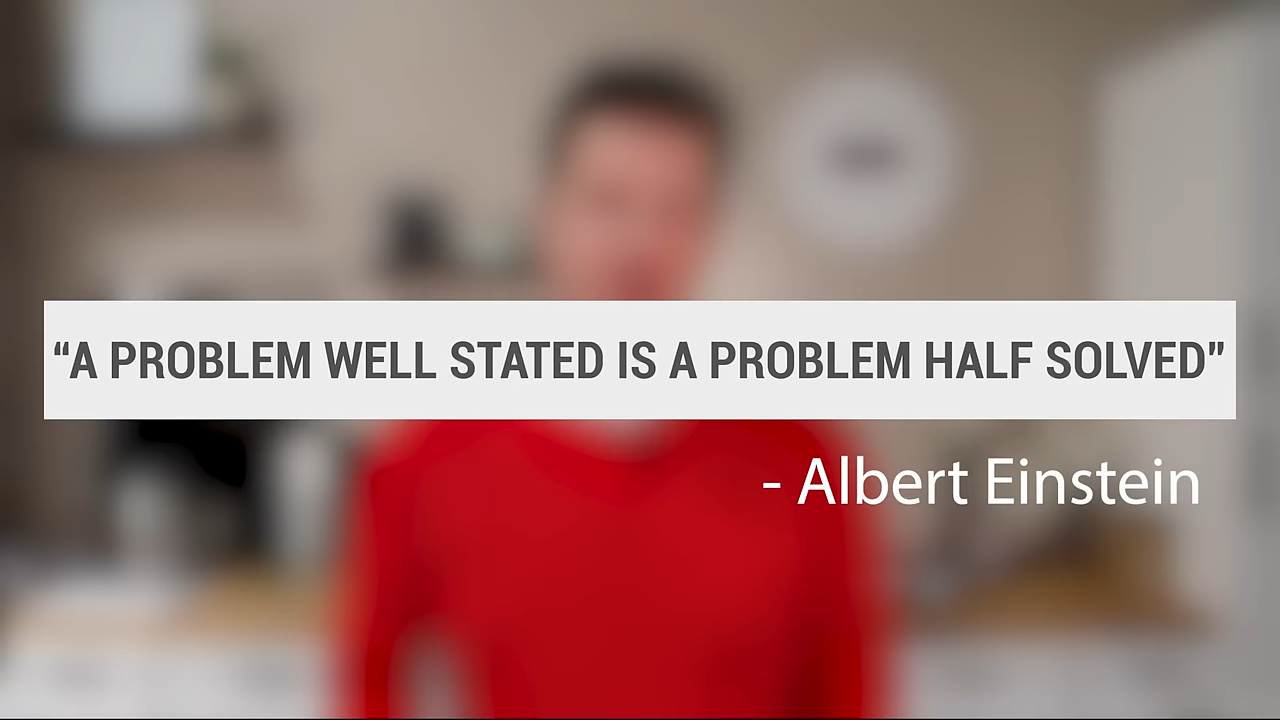 “A PROBLEM WELL STATED IS A PROBLEM HALF SOLVED”
- Albert Einstein